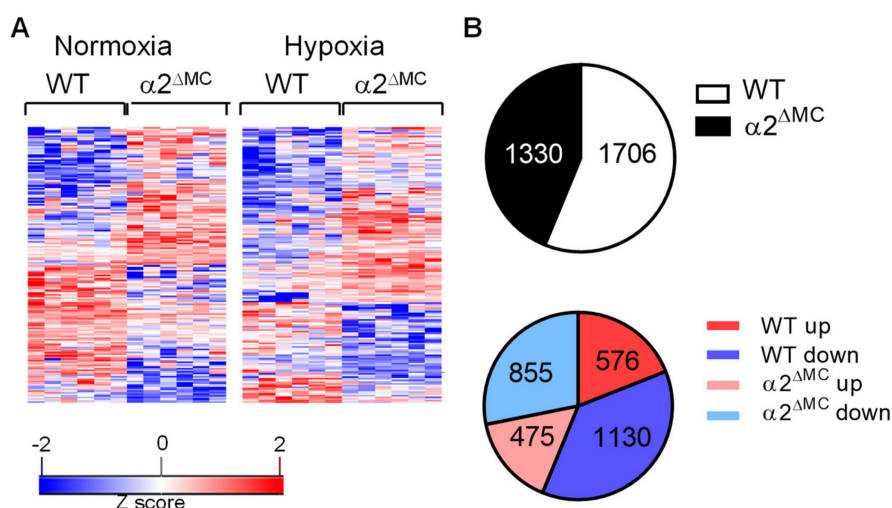 A
Normoxia Hypoxia
WT α2ΔMC WT α2ΔMC
-2 0 2
Z score
B
1330 1706
WT
α2ΔMC
855 576
475 1130
WT up
WT down
α2ΔMC up
α2ΔMC down